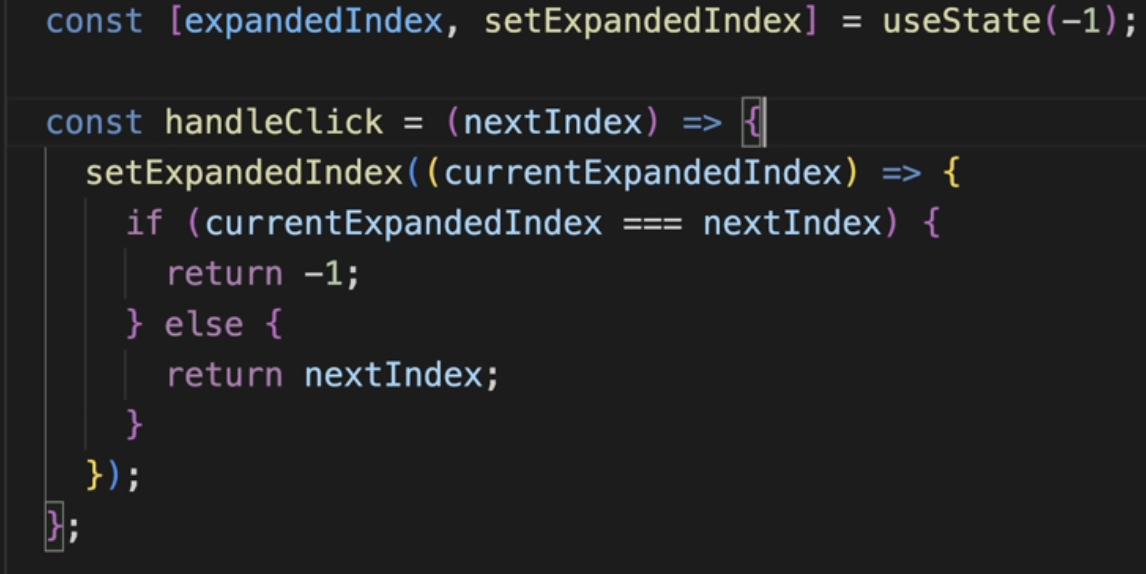 const [expandedIndex, setExpandedIndex] = useState(-1);
const handleClick = (nextIndex) => {
setExpandedIndex((currentExpandedIndex) => {
if (currentExpandedIndex === nextIndex) {
return -1;
} else {
return nextIndex;
}
});
};